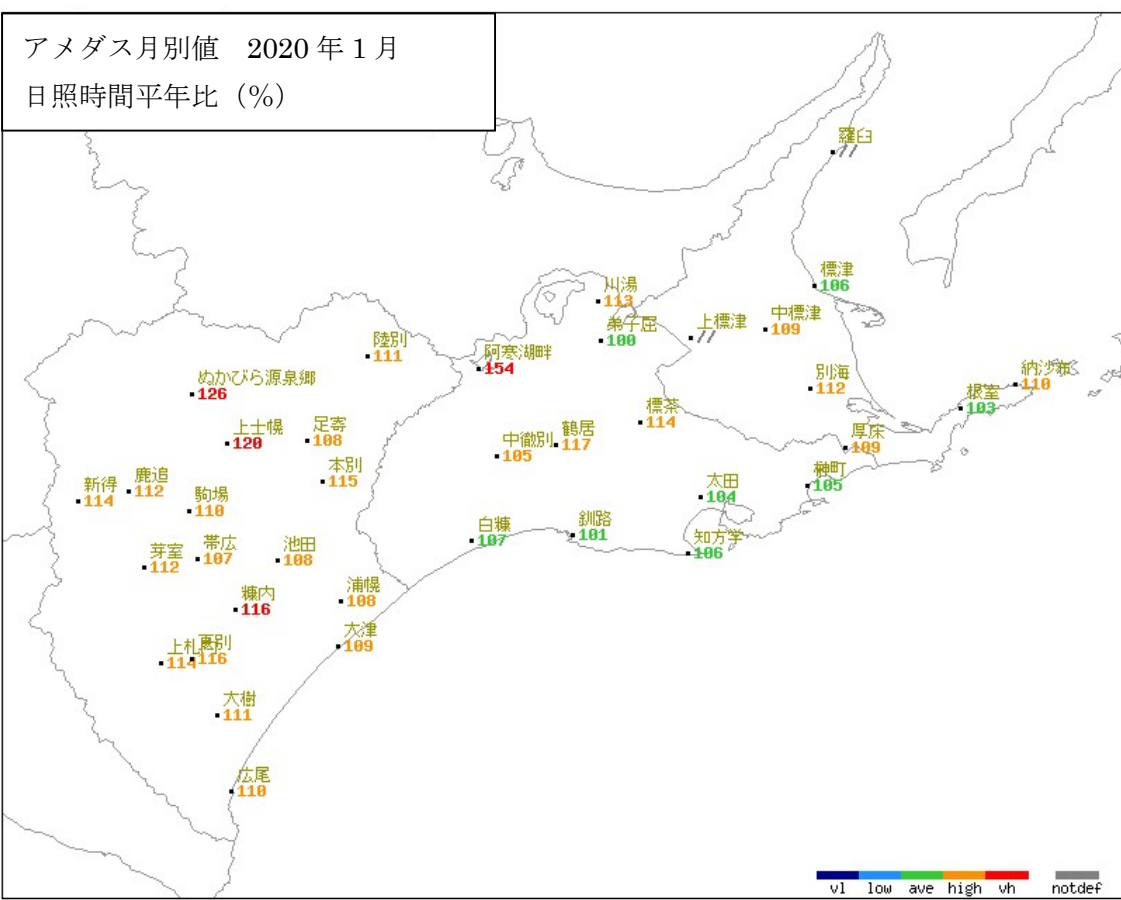 アメダス月別値　2020年１月
日照時間平年比（％）
羅臼
//
標津
106
川湯
113
中標津
109
上標津
//
弟子屈
100
陸別
111
阿寒湖畔
154
ぬかびら源泉郷
126
別海
112
納沙布
110
根室
103
標茶
114
上士幌
120
足寄
108
中徹別
105
鶴居
117
厚床
109
本別
115
榊町
105
新得
114
鹿追
112
駒場
110
太田
104
白糠
107
釧路
101
知方学
106
芽室
112
帯広
107
池田
108
糠内
116
浦幌
108
大津
109
上札内
114
更別
116
大樹
111
広尾
110
vl low ave high vh notdef